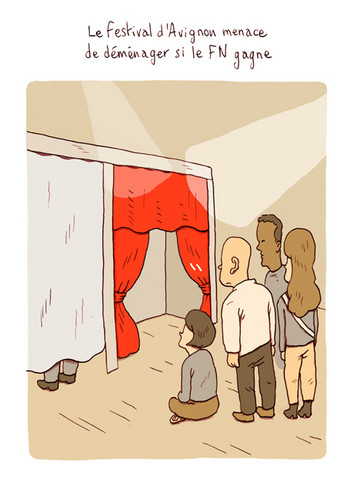 Le Festival d'Avignon menace
de déménager si le FN gagne